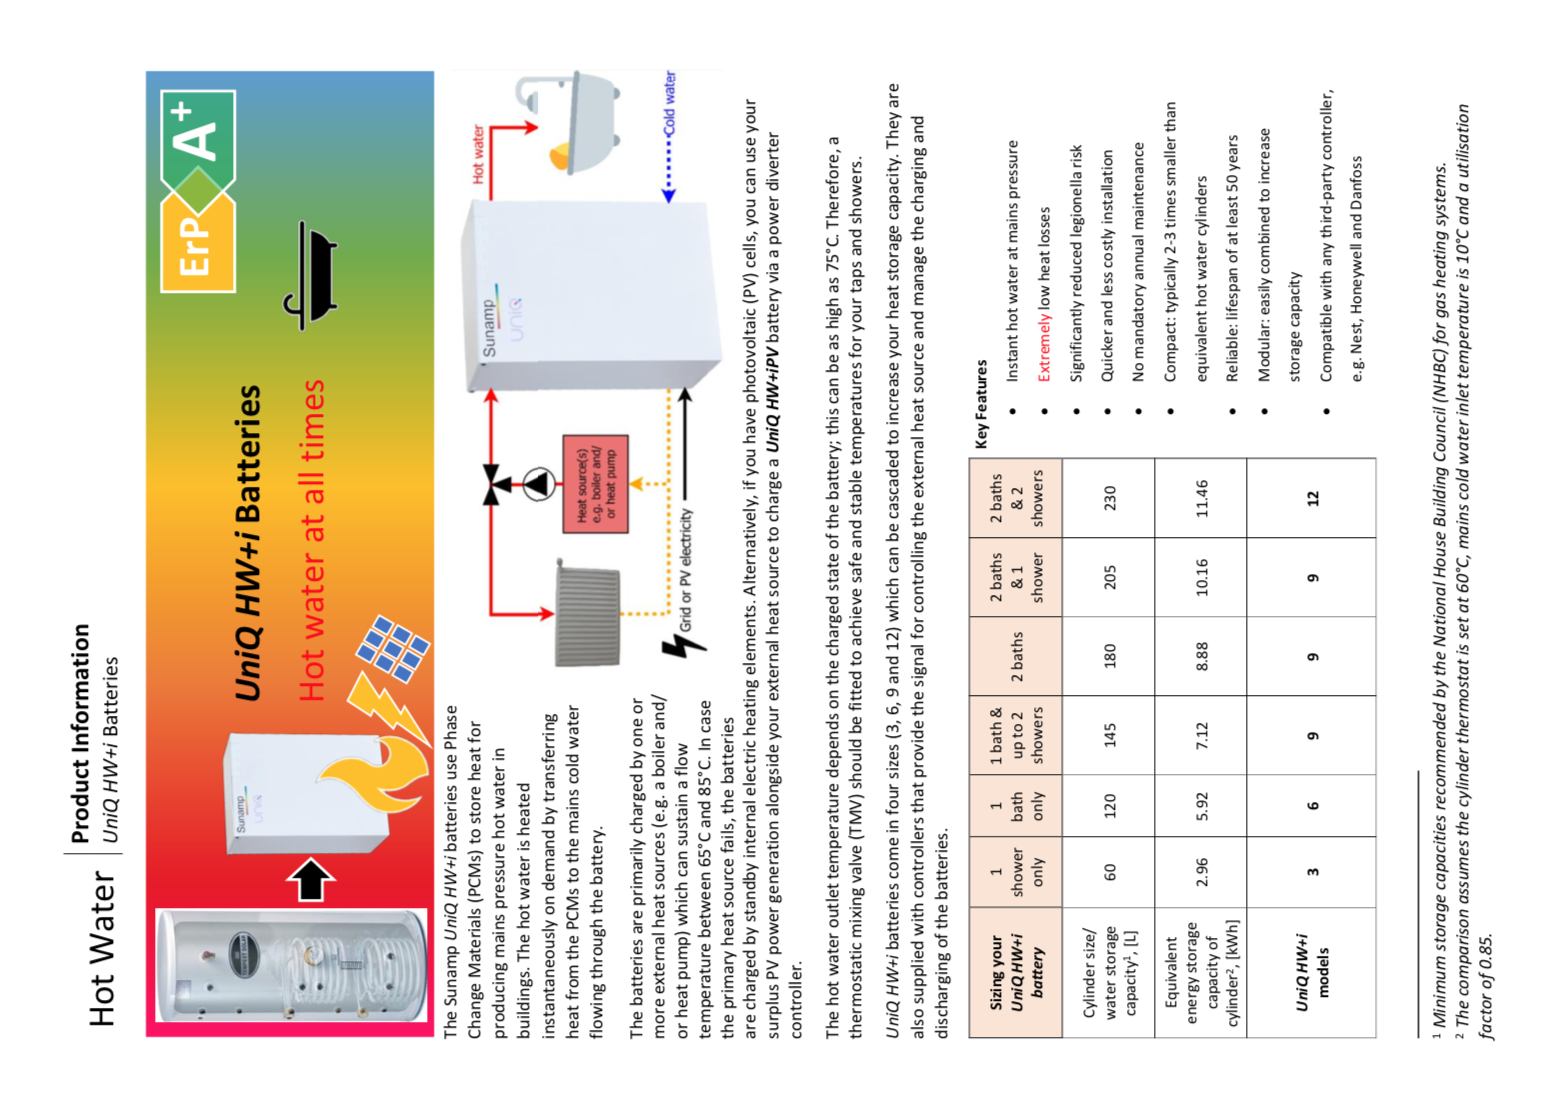 Hot Water
Product Information
UniQ HW+i Batteries
ErP A+
UniQ HW+i Batteries
Hot water at all times
Sunamp
uniQ
The Sunamp UniQ HW+i batteries use Phase
Change Materials (PCMs) to store heat for
producing mains pressure hot water in
buildings. The hot water is heated
instantaneously on demand by transferring
heat from the PCMs to the mains cold water
flowing through the battery.
Hot water
Cold water
Sunamp
uniQ
Heat source(s)
e.g. boiler and/
or heat pump
Grid or PV electricity
The batteries are primarily charged by one or
more external heat sources (e.g. a boiler and/
or heat pump) which can sustain a flow
temperature between 65°C and 85°C. In case
the primary heat source fails, the batteries
are charged by standby internal electric heating elements. Alternatively, if you have photovoltaic (PV) cells, you can use your
surplus PV power generation alongside your external heat source to charge a UniQ HW+iPV battery via a power diverter
controller.
The hot water outlet temperature depends on the charged state of the battery; this can be as high as 75°C. Therefore, a
thermostatic mixing valve (TMV) should be fitted to achieve safe and stable temperatures for your taps and showers.
UniQ HW+i batteries come in four sizes (3, 6, 9 and 12) which can be cascaded to increase your heat storage capacity. They are
also supplied with controllers that provide the signal for controlling the external heat source and manage the charging and
discharging of the batteries.
Sizing your
UniQ HW+i
battery
1
shower
only
1
bath
only
1 bath &
up to 2
showers
2 baths
2 baths
& 1
shower
2 baths
& 2
showers
Cylinder size/
water storage
capacity1, [L]
60
120
145
180
205
230
Equivalent
energy storage
capacity of
cylinder2, [kWh]
2.96
5.92
7.12
8.88
10.16
11.46
UniQ HW+i
models
3
6
9
9
9
12
Key Features
• Instant hot water at mains pressure
• Extremely low heat losses
• Significantly reduced legionella risk
• Quicker and less costly installation
• No mandatory annual maintenance
• Compact: typically 2-3 times smaller than
equivalent hot water cylinders
• Reliable: lifespan of at least 50 years
• Modular: easily combined to increase
storage capacity
• Compatible with any third-party controller,
e.g. Nest, Honeywell and Danfoss
1 Minimum storage capacities recommended by the National House Building Council (NHBC) for gas heating systems.
2 The comparison assumes the cylinder thermostat is set at 60°C, mains cold water inlet temperature is 10°C and a utilisation
factor of 0.85.